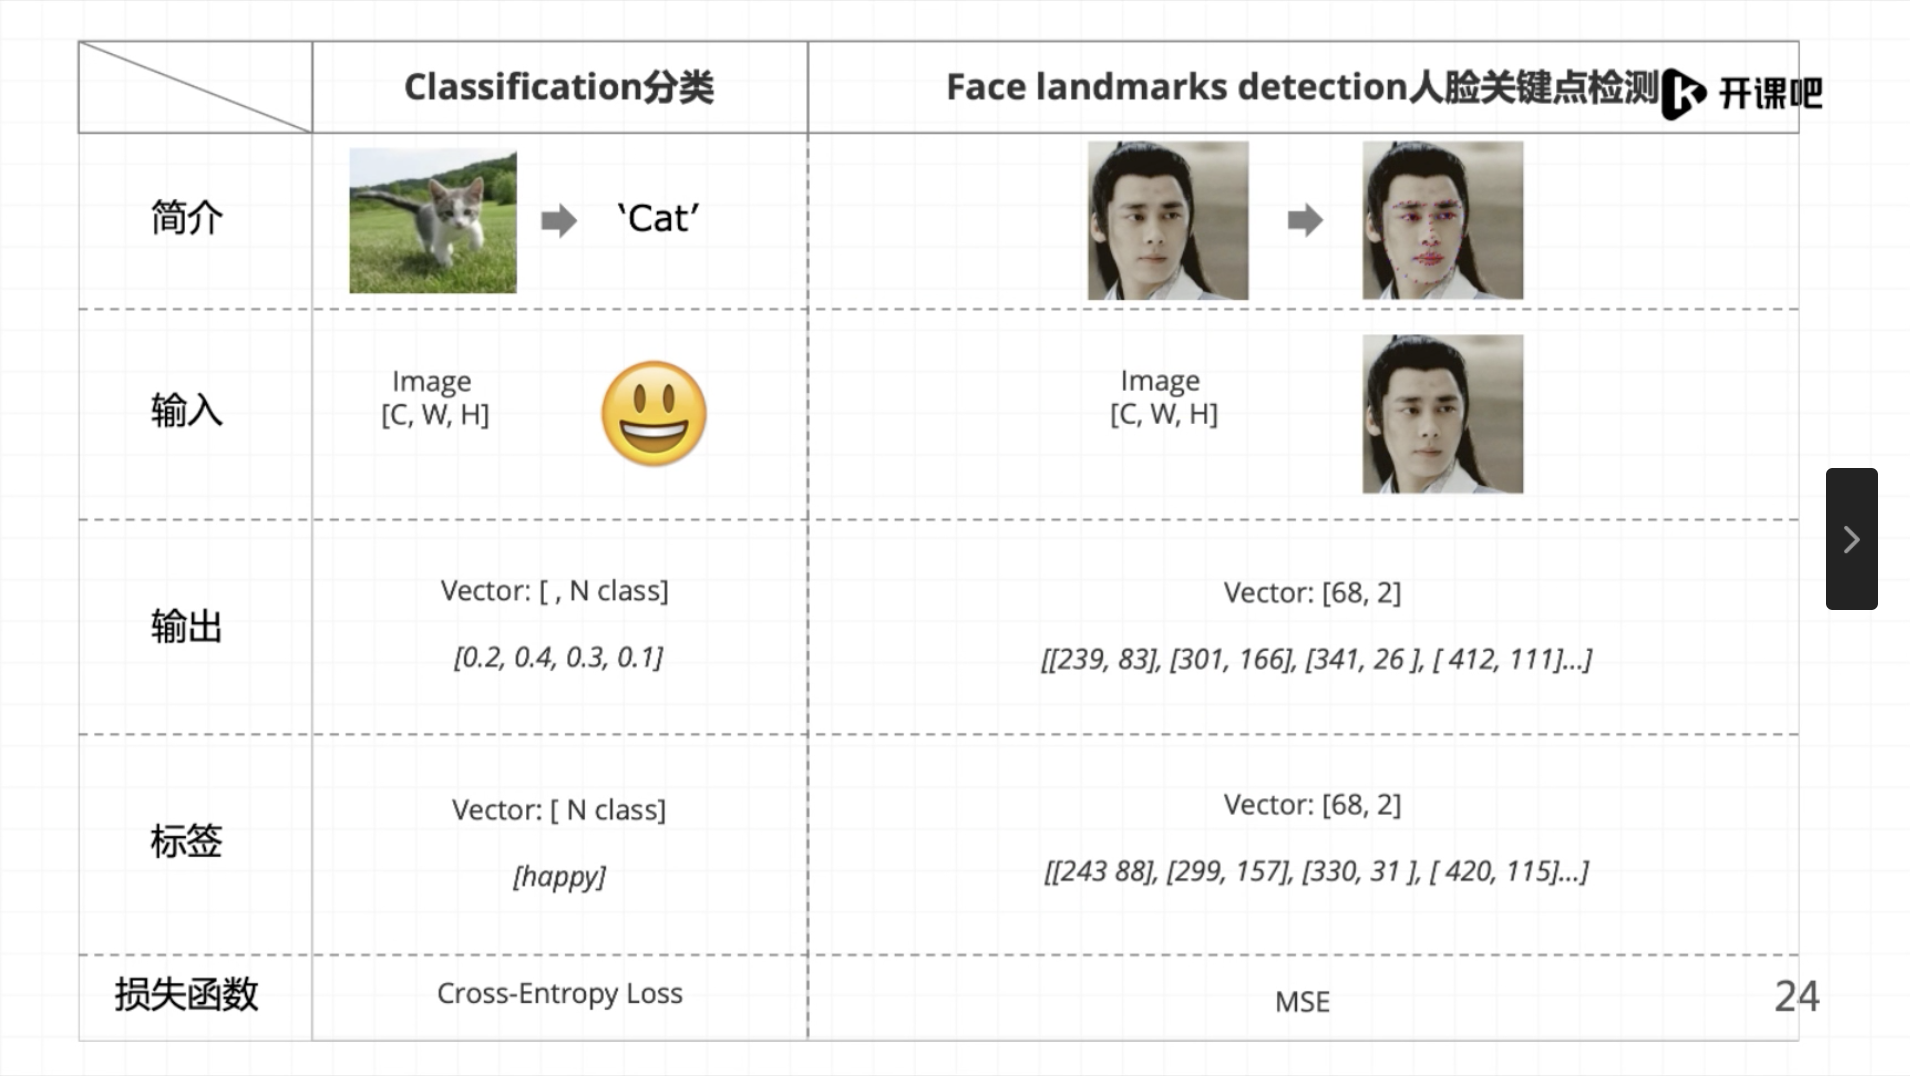 Classification分类
Face landmarks detection人脸关键点检测
开课吧
简介
‘Cat’
输入
Image
[C, W, H]
Image
[C, W, H]
输出
Vector: [ , N class]
[0.2, 0.4, 0.3, 0.1]
Vector: [68, 2]
[[239, 83], [301, 166], [341, 26 ], [ 412, 111]...]
标签
Vector: [ N class]
[happy]
Vector: [68, 2]
[[243 88], [299, 157], [330, 31 ], [ 420, 115]...]
损失函数
Cross-Entropy Loss
MSE
24